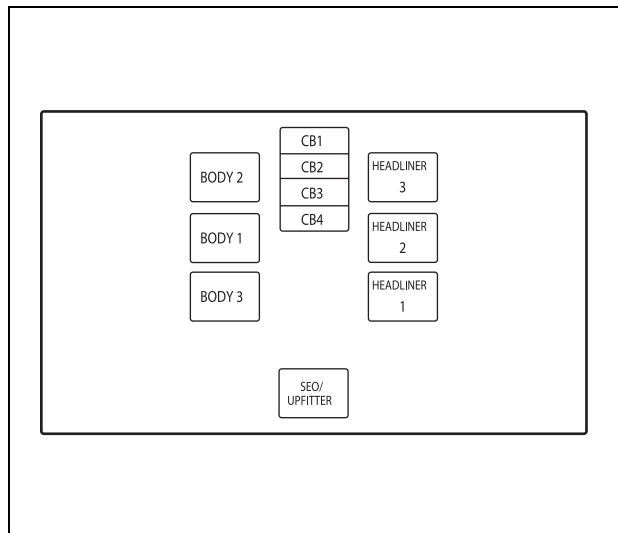 CB1
CB2
CB3
CB4
BODY 2
BODY 1
BODY 3
HEADLINER
3
HEADLINER
2
HEADLINER
1
SEO/
UPFITTER